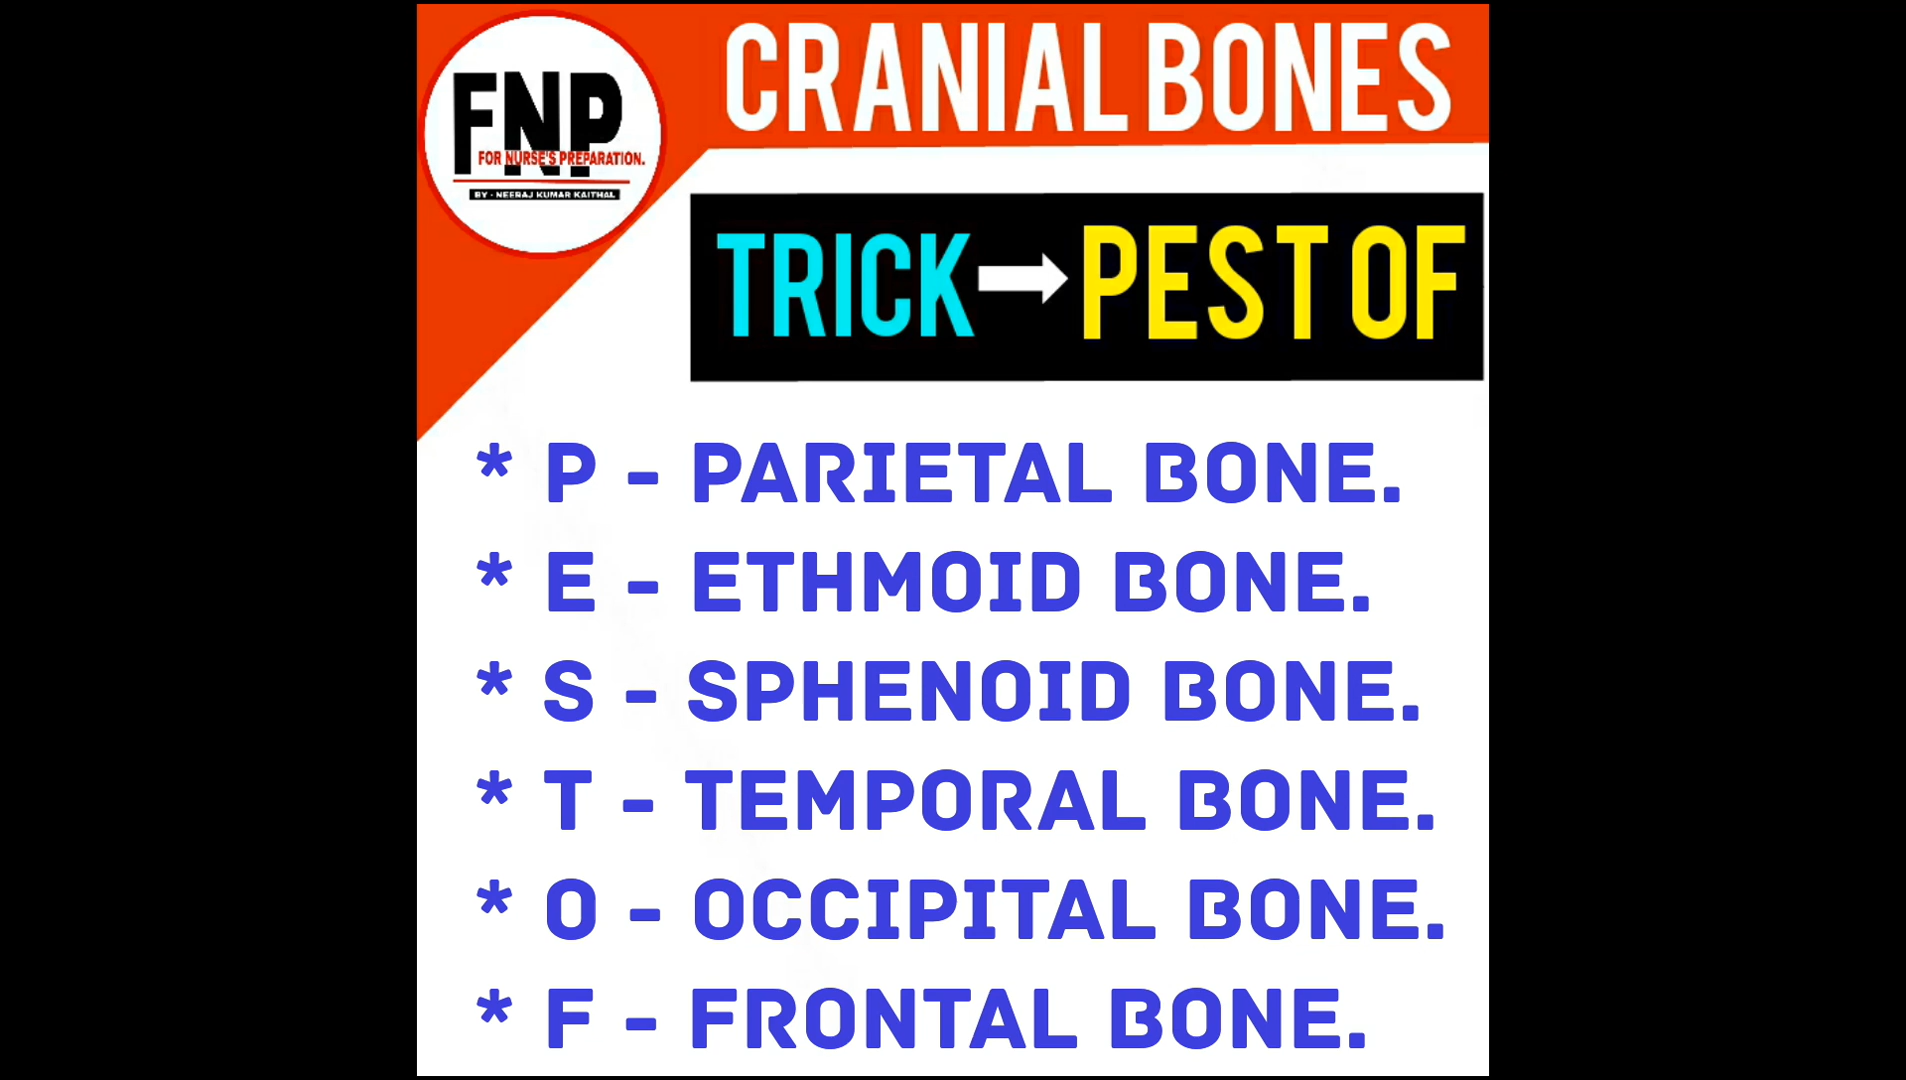 FNP
FOR NURSE'S PREPARATION.
BY - NEERAJ KUMAR KAITHAL
CRANIAL BONES
TRICK → PEST OF
* P - PARIETAL BONE.
* E - ETHMOID BONE.
* S - SPHENOID BONE.
* T - TEMPORAL BONE.
* O - OCCIPITAL BONE.
* F - FRONTAL BONE.